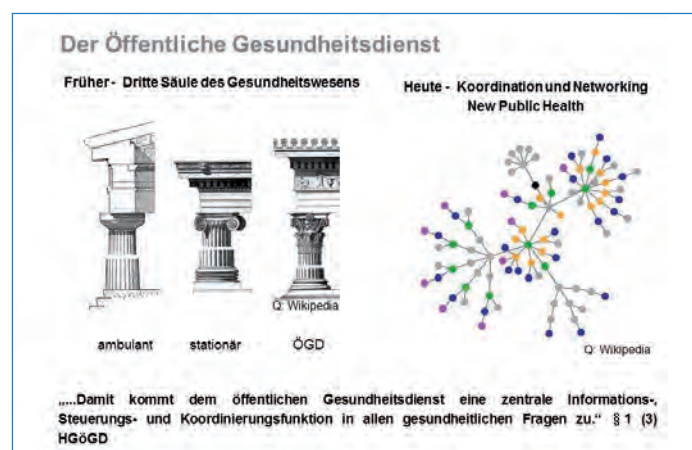 Der Öffentliche Gesundheitsdienst
Früher - Dritte Säule des Gesundheitswesens
Heute - Koordination und Networking
New Public Health
Q: Wikipedia
ambulant stationär ÖGD
Q: Wikipedia
„....Damit kommt dem öffentlichen Gesundheitsdienst eine zentrale Informations-,
Steuerungs- und Koordinierungsfunktion in allen gesundheitlichen Fragen zu.“ § 1 (3)
HGöGD